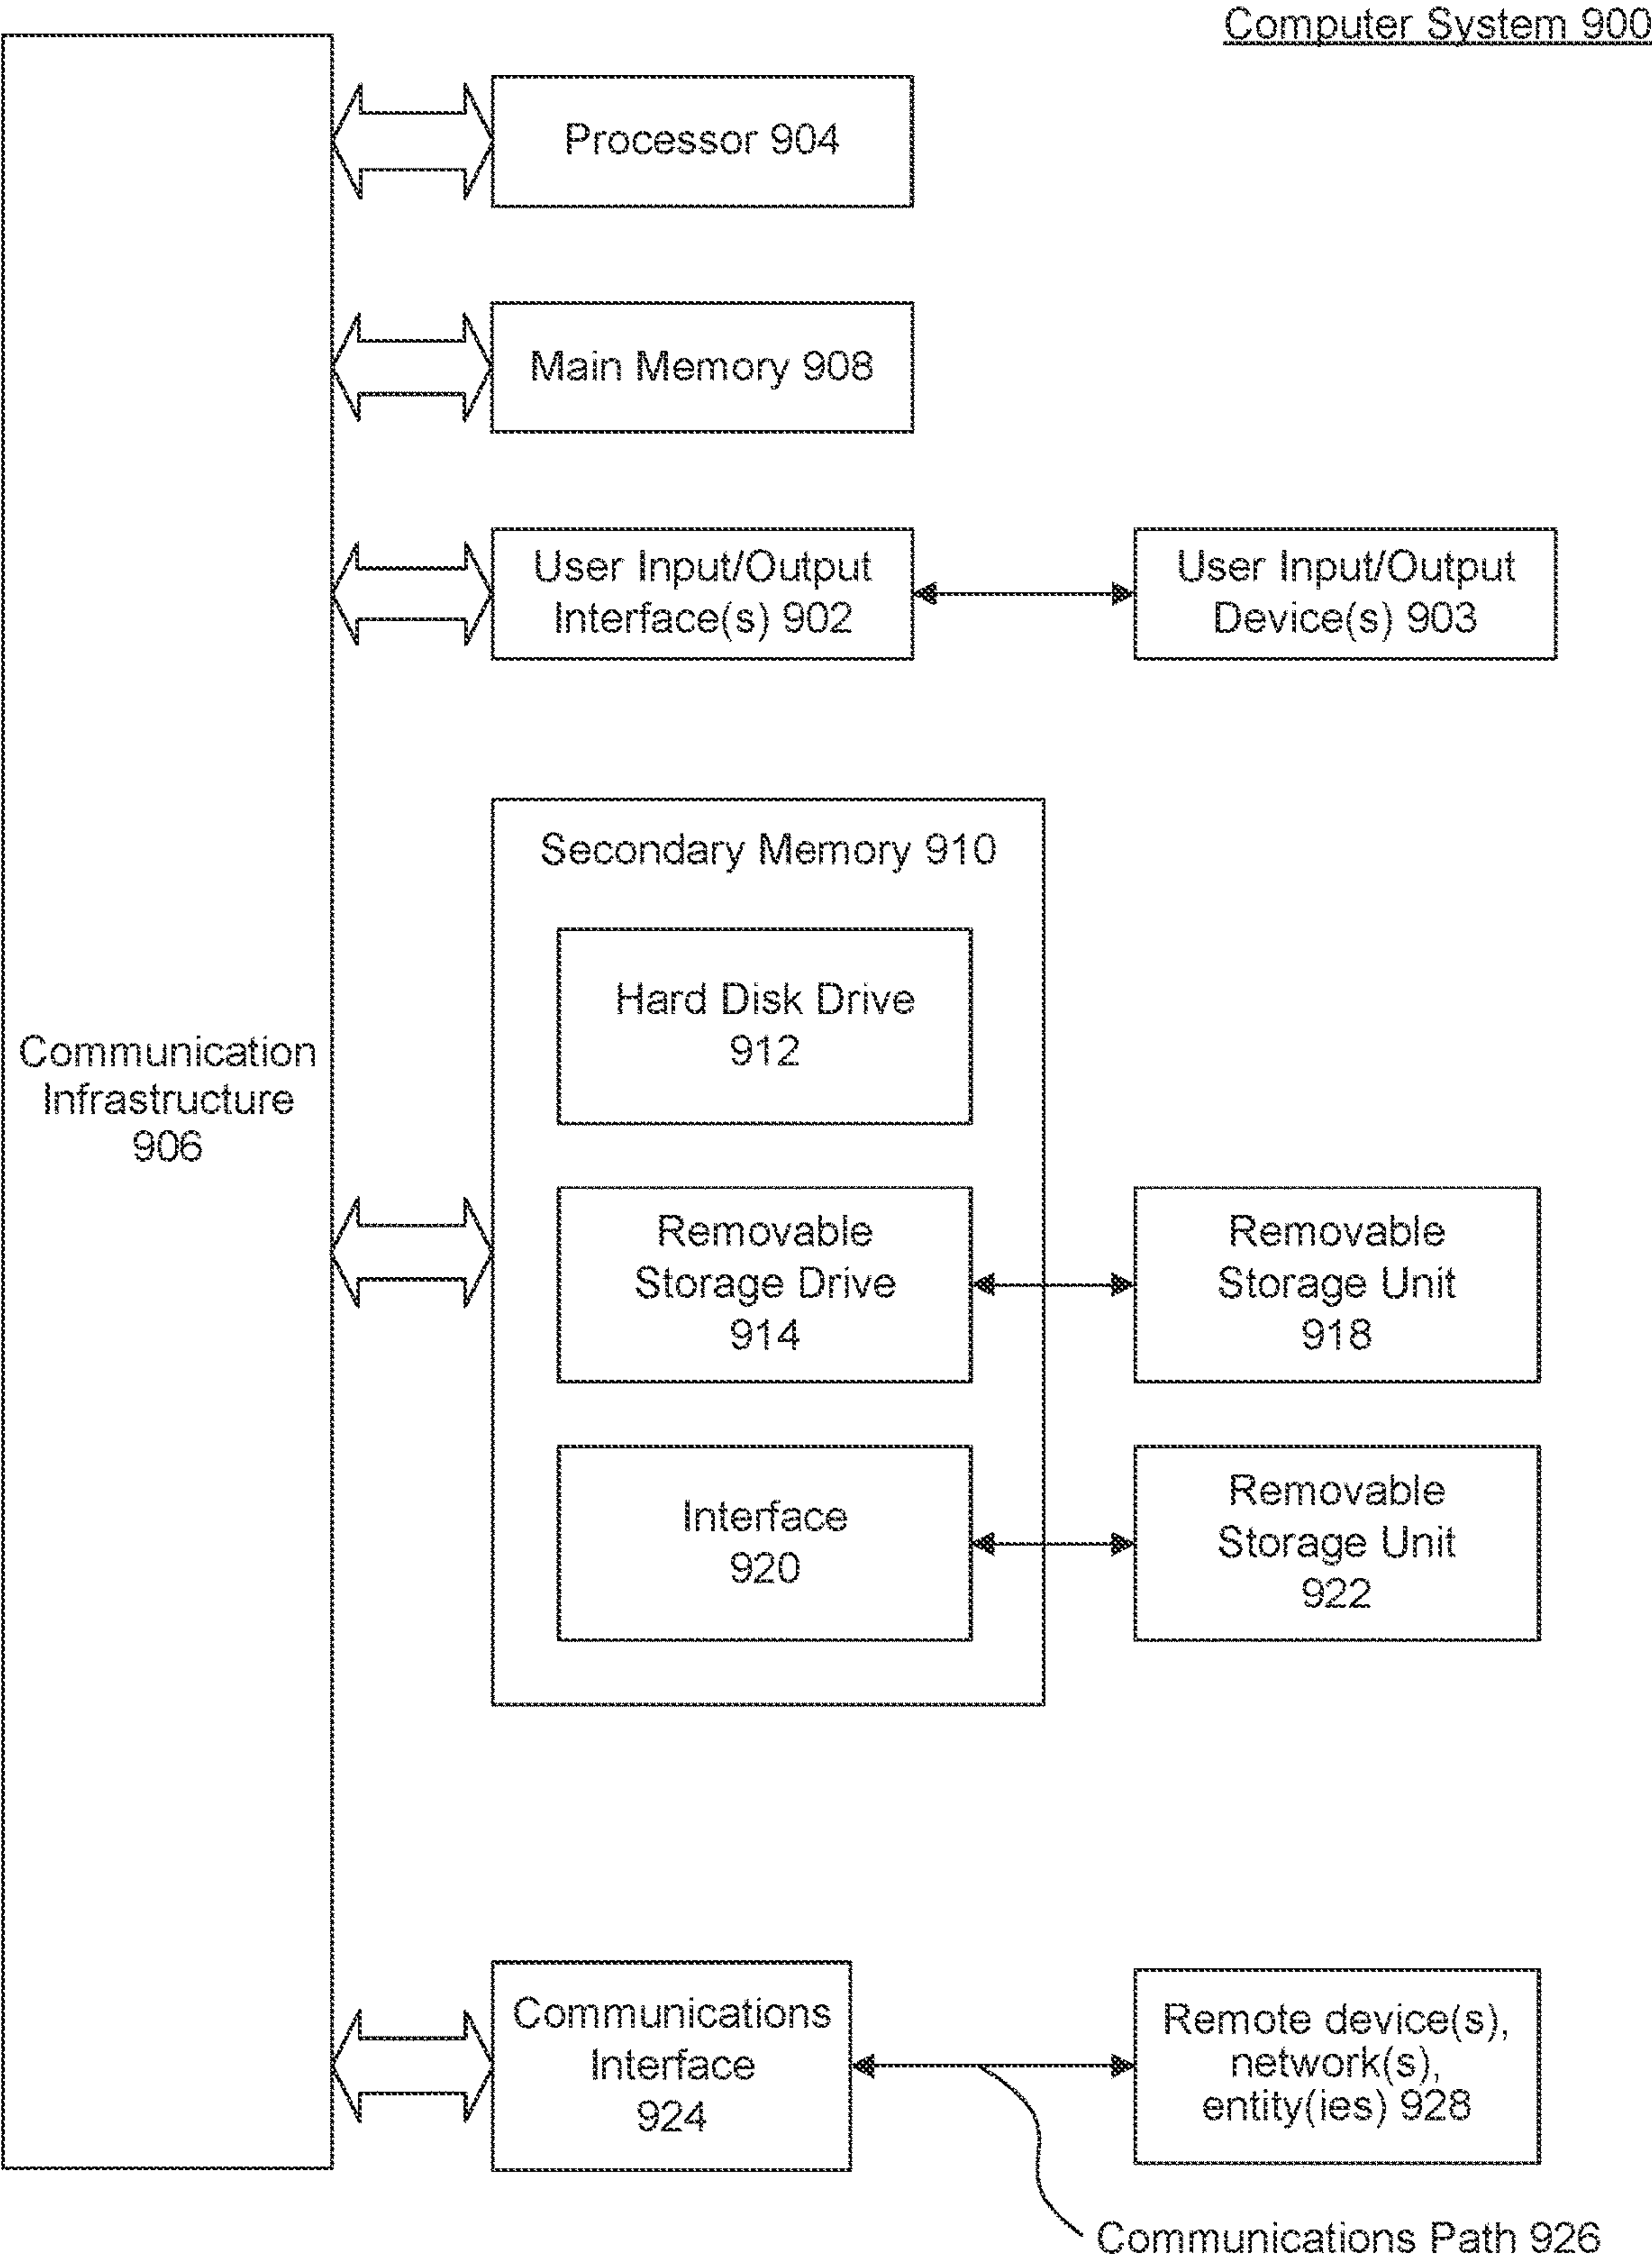 Computer System 900
Processor 904
Main Memory 908
User Input/Output
Interface(s) 902
User Input/Output
Device(s) 903
Secondary Memory 910
Hard Disk Drive
912
Communication
Infrastructure
906
Removable
Storage Drive
914
Removable
Storage Unit
918
Interface
920
Removable
Storage Unit
922
Communications
Interface
924
Remote device(s),
network(s),
entity(ies) 928
Communications Path 926